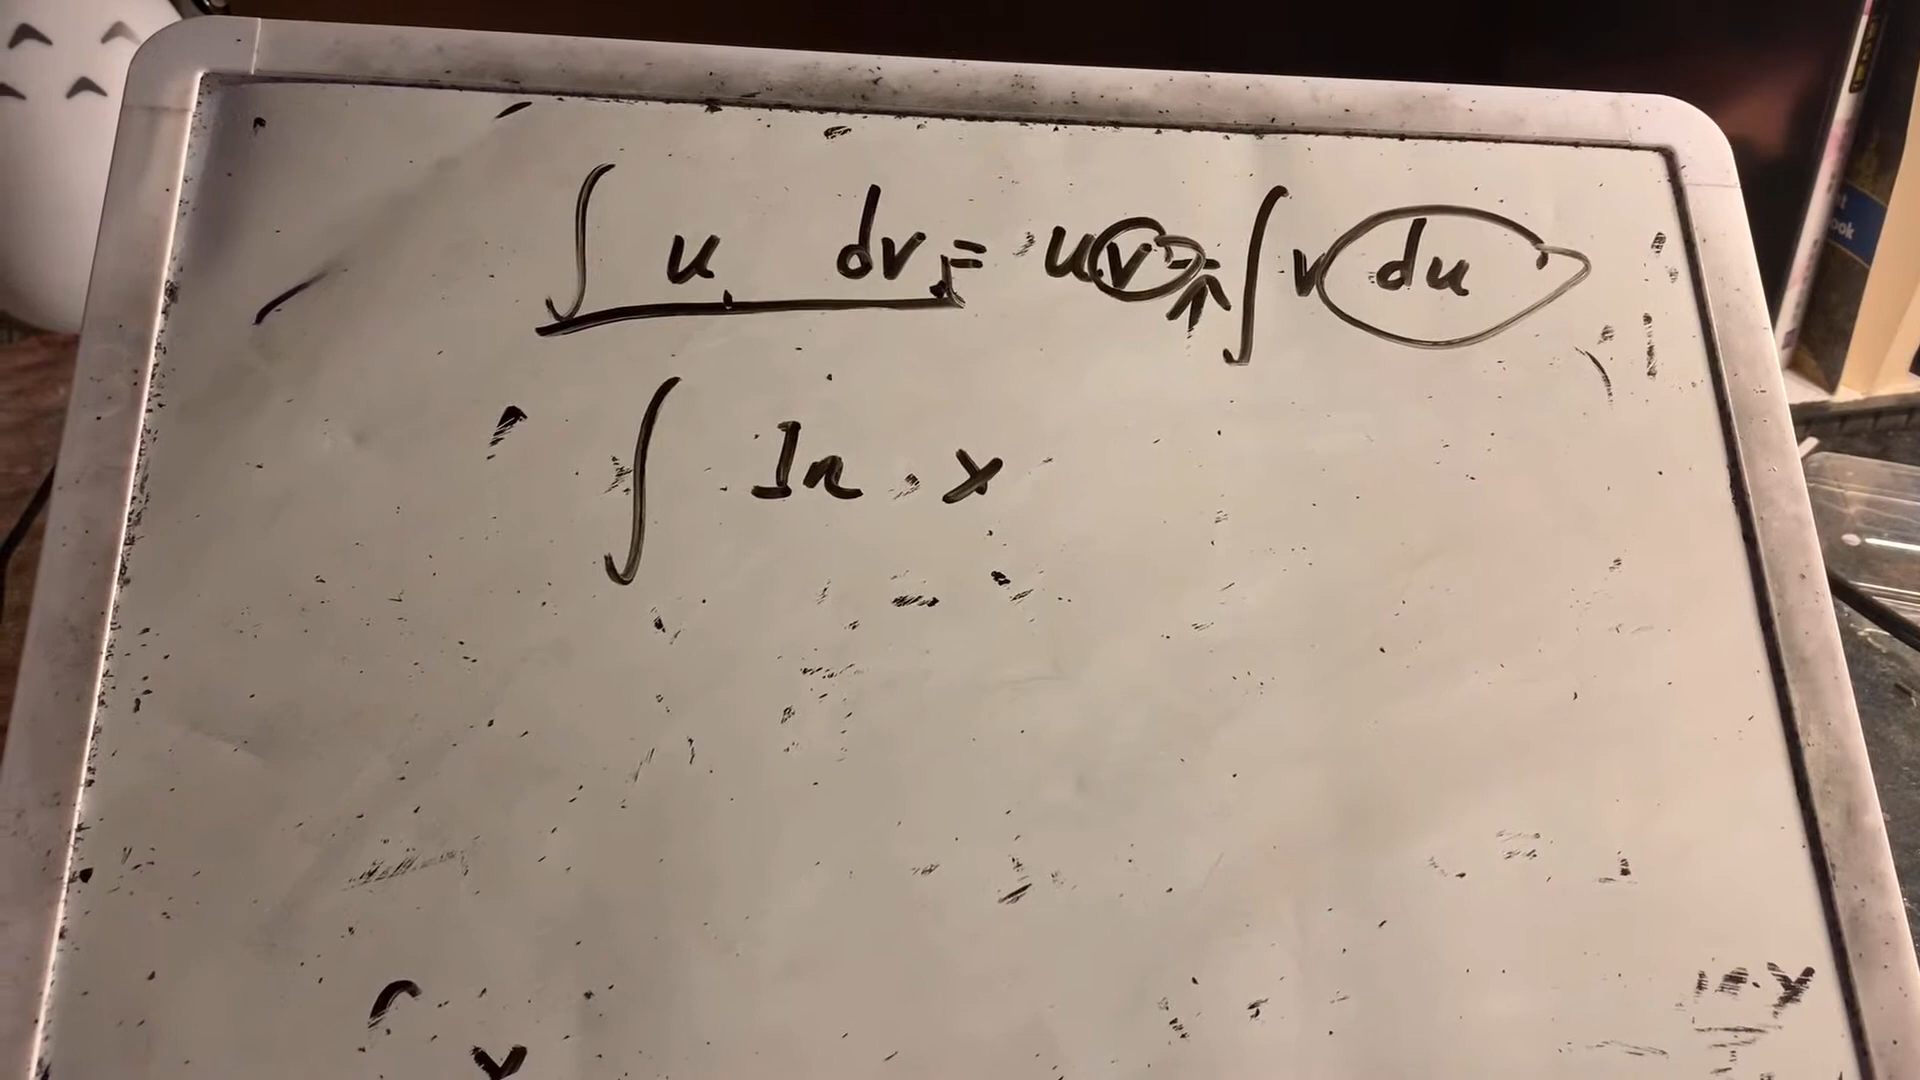 ∫ u dv = uv - ∫ v du
∫ ln x